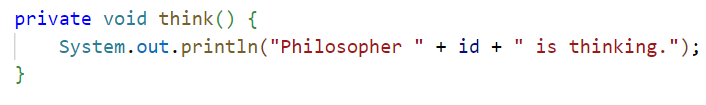 private void think() {
    System.out.println("Philosopher " + id + " is thinking.");
}